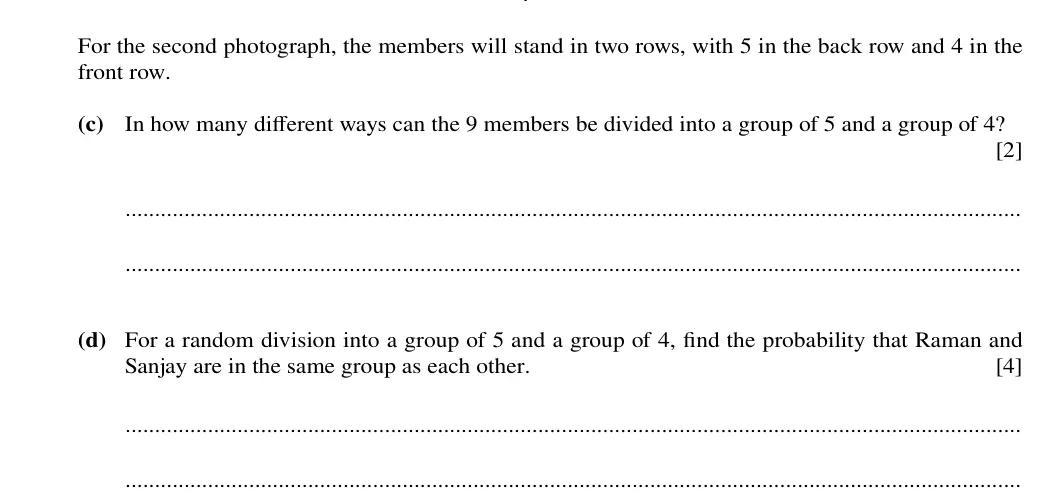 For the second photograph, the members will stand in two rows, with 5 in the back row and 4 in the
front row.
(c) In how many different ways can the 9 members be divided into a group of 5 and a group of 4?
[2]
(d) For a random division into a group of 5 and a group of 4, find the probability that Raman and
Sanjay are in the same group as each other. [4]